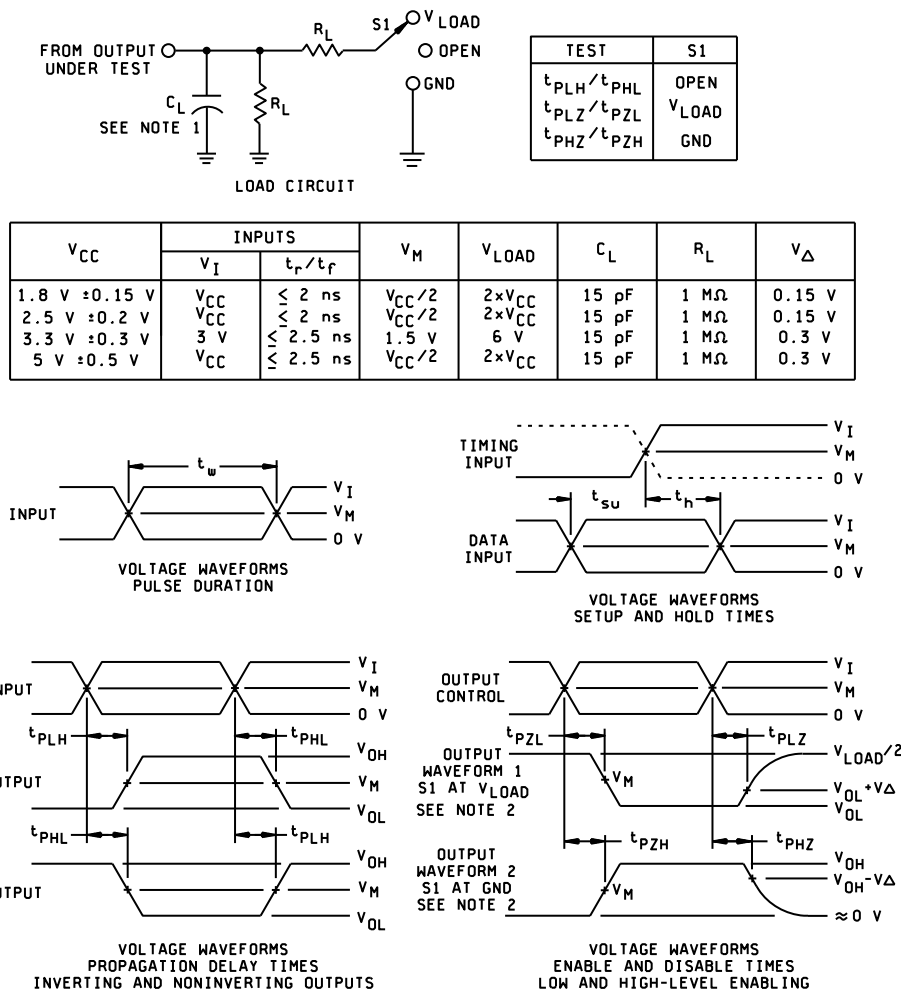 R_L
S1
V_LOAD
FROM OUTPUT
UNDER TEST
OPEN
GND
C_L
R_L
SEE NOTE 1
LOAD CIRCUIT
TEST S1
t_PLH/t_PHL OPEN
t_PLZ/t_PZL V_LOAD
t_PHZ/t_PZH GND
V_CC INPUTS V_M V_LOAD C_L R_L V_Δ
V_I t_r/t_f
1.8 V ±0.15 V V_CC ≤ 2 ns V_CC/2 2×V_CC 15 pF 1 MΩ 0.15 V
2.5 V ±0.2 V V_CC ≤ 2 ns V_CC/2 2×V_CC 15 pF 1 MΩ 0.15 V
3.3 V ±0.3 V 3 V ≤ 2.5 ns 1.5 V 6 V 15 pF 1 MΩ 0.3 V
5 V ±0.5 V V_CC ≤ 2.5 ns V_CC/2 2×V_CC 15 pF 1 MΩ 0.3 V
t_w
INPUT
V_I
V_M
0 V
VOLTAGE WAVEFORMS
PULSE DURATION
TIMING
INPUT
V_I
V_M
0 V
t_su t_h
DATA
INPUT
V_I
V_M
0 V
VOLTAGE WAVEFORMS
SETUP AND HOLD TIMES
NPUT
V_I
V_M
0 V
t_PLH t_PHL
UTPUT
V_OH
V_M
V_OL
t_PHL t_PLH
UTPUT
V_OH
V_M
V_OL
VOLTAGE WAVEFORMS
PROPAGATION DELAY TIMES
INVERTING AND NONINVERTING OUTPUTS
OUTPUT
CONTROL
V_I
V_M
0 V
t_PZL t_PLZ
OUTPUT
WAVEFORM 1
S1 AT V_LOAD
SEE NOTE 2
V_M
V_LOAD/2
V_OL+VΔ
V_OL
t_PZH t_PHZ
OUTPUT
WAVEFORM 2
S1 AT GND
SEE NOTE 2
V_M
V_OH
V_OH-VΔ
≈0 V
VOLTAGE WAVEFORMS
ENABLE AND DISABLE TIMES
LOW AND HIGH-LEVEL ENABLING